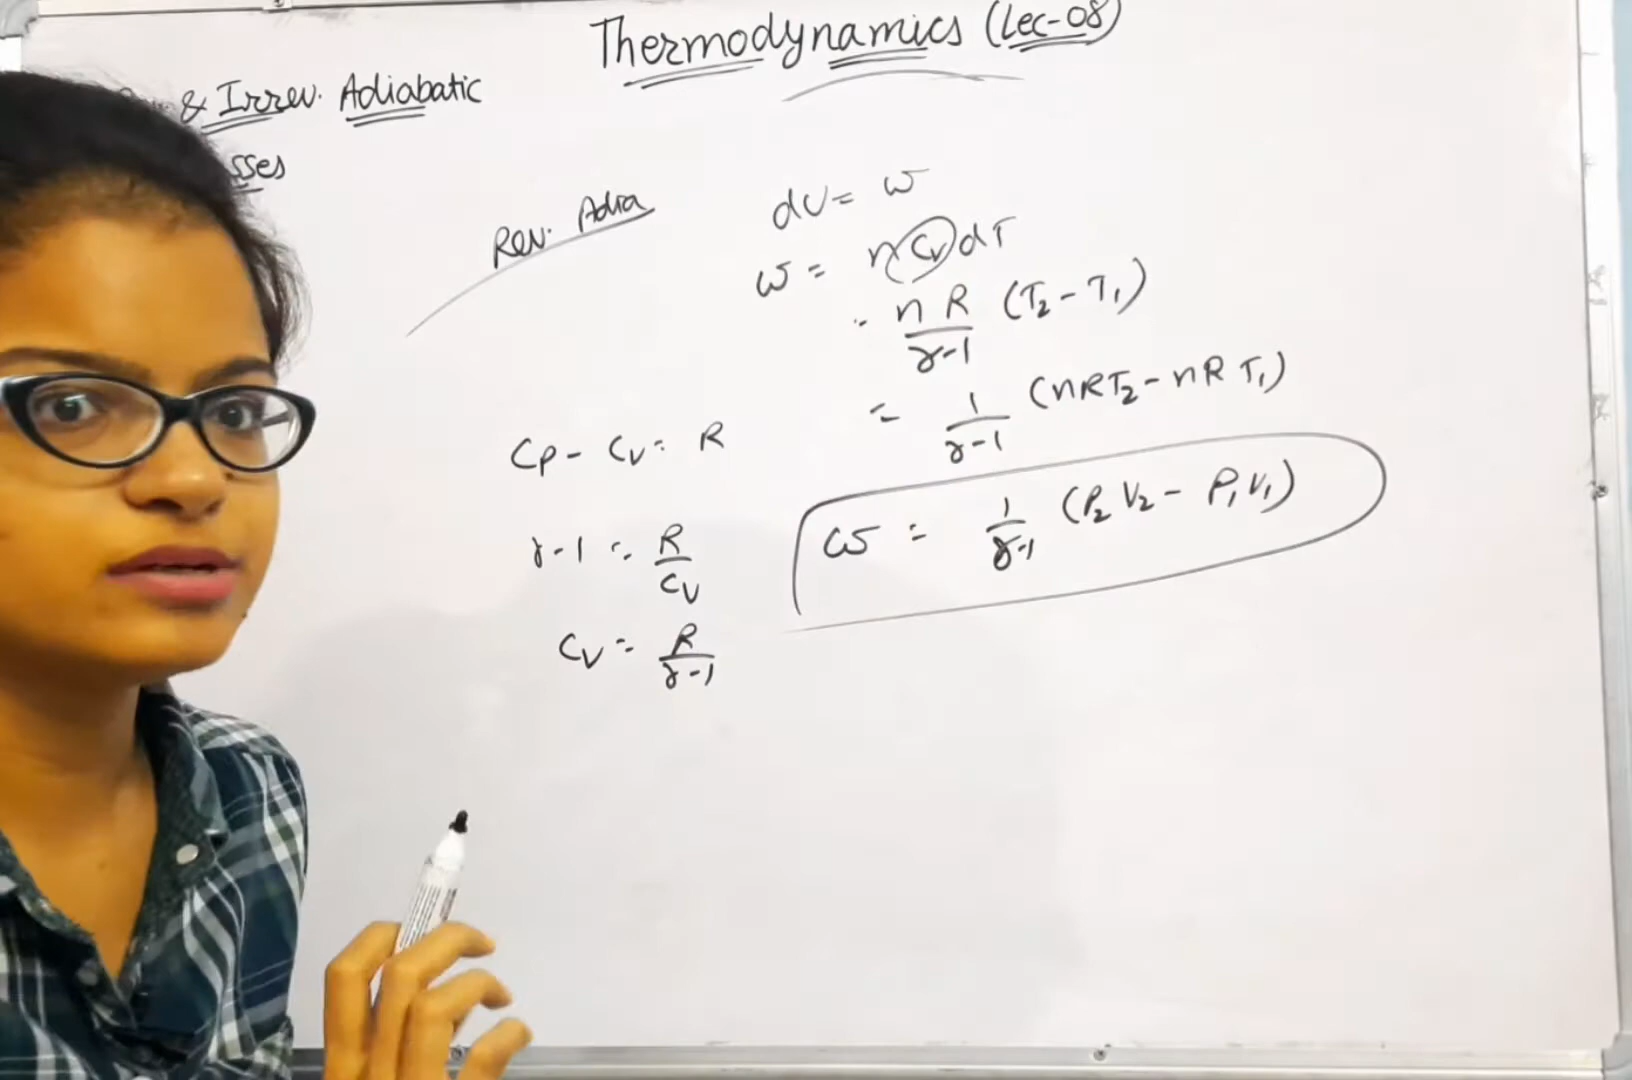 Thermodynamics (Lec-08)
& Irrev. Adiabatic
sses
Rev. Adia
dU = w
w = nCvdT
= nR/γ-1 (T2 - T1)
= 1/γ-1 (nRT2 - nRT1)
w = 1/γ-1 (P2V2 - P1V1)
Cp - Cv = R
γ-1 = R/Cv
Cv = R/γ-1